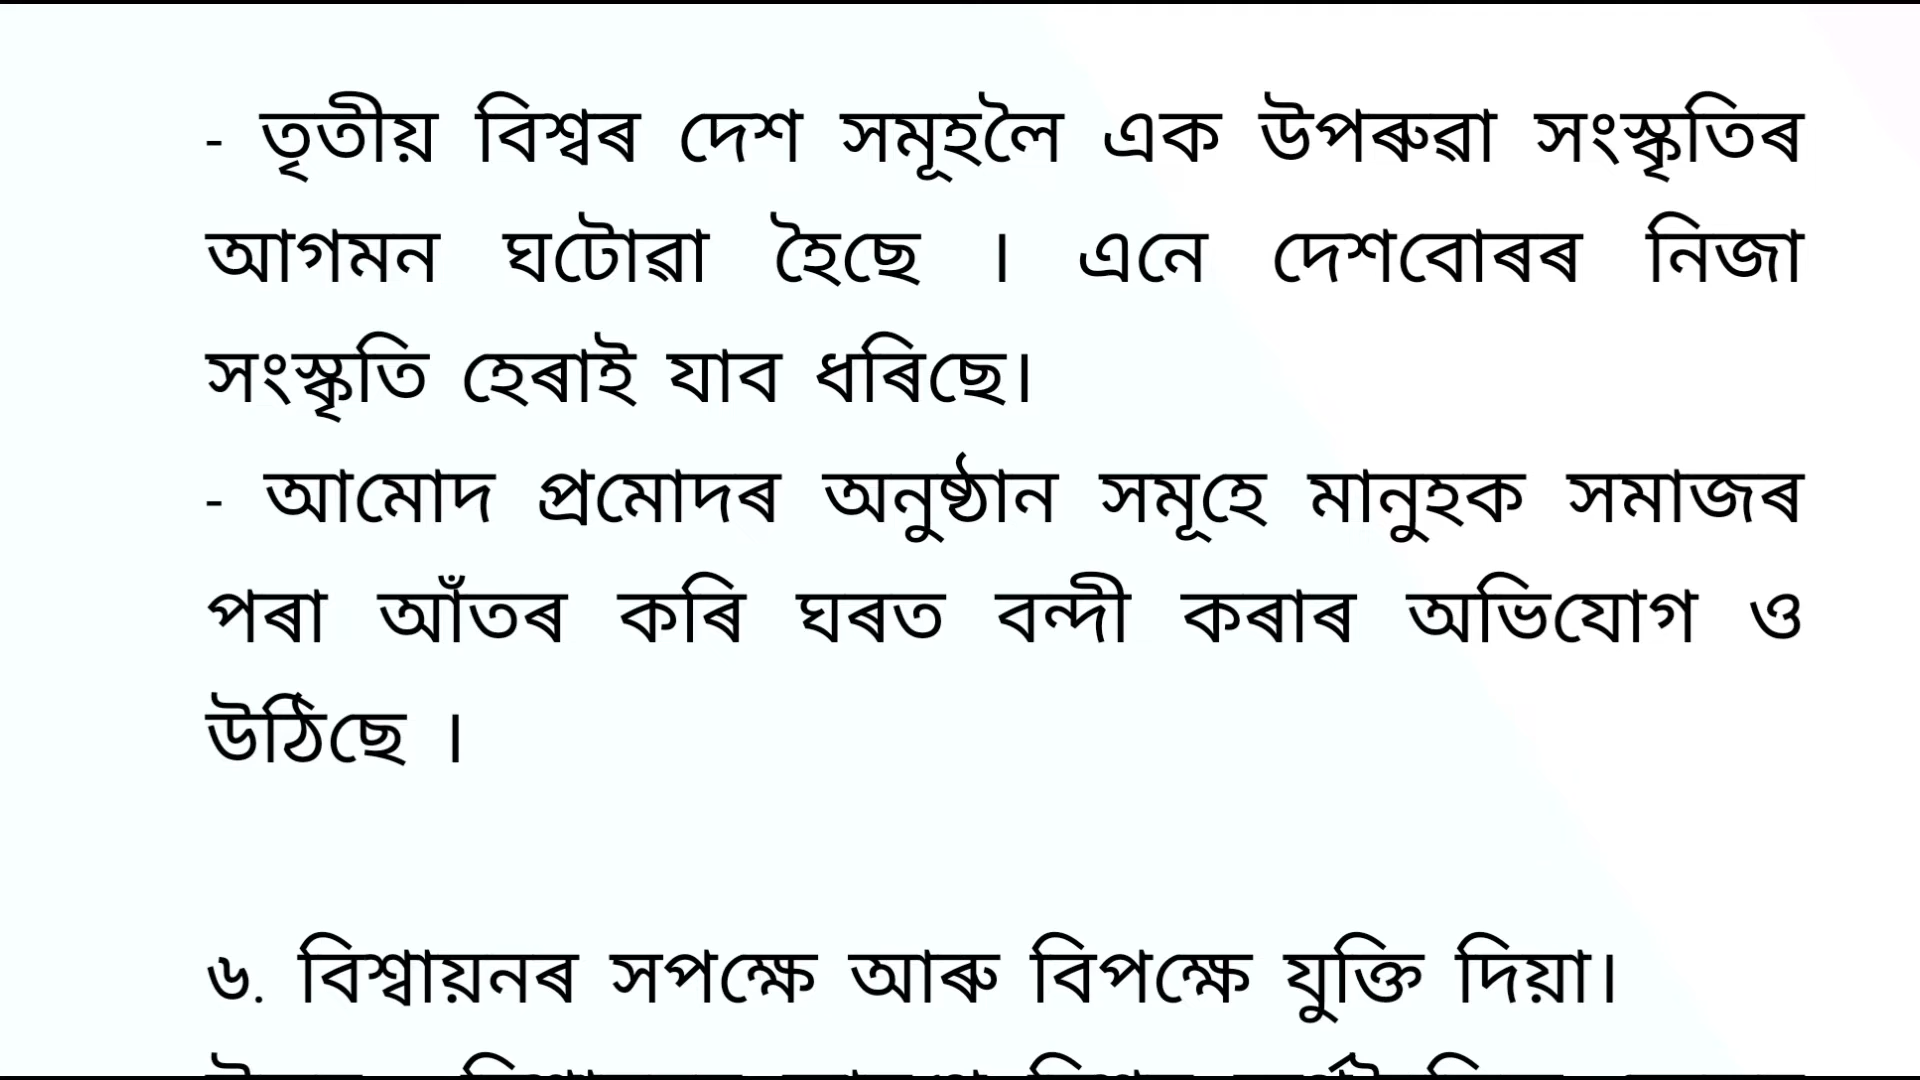 - তৃতীয় বিশ্বৰ দেশ সমূহলৈ এক উপৰুৱা সংস্কৃতিৰ
আগমন ঘটোৱা হৈছে । এনে দেশবোৰৰ নিজা
সংস্কৃতি হেৰাই যাব ধৰিছে।
- আমোদ প্ৰমোদৰ অনুষ্ঠান সমূহে মানুহক সমাজৰ
পৰা আঁতৰ কৰি ঘৰত বন্দী কৰাৰ অভিযোগ ও
উঠিছে ।
৬. বিশ্বায়নৰ সপক্ষে আৰু বিপক্ষে যুক্তি দিয়া।